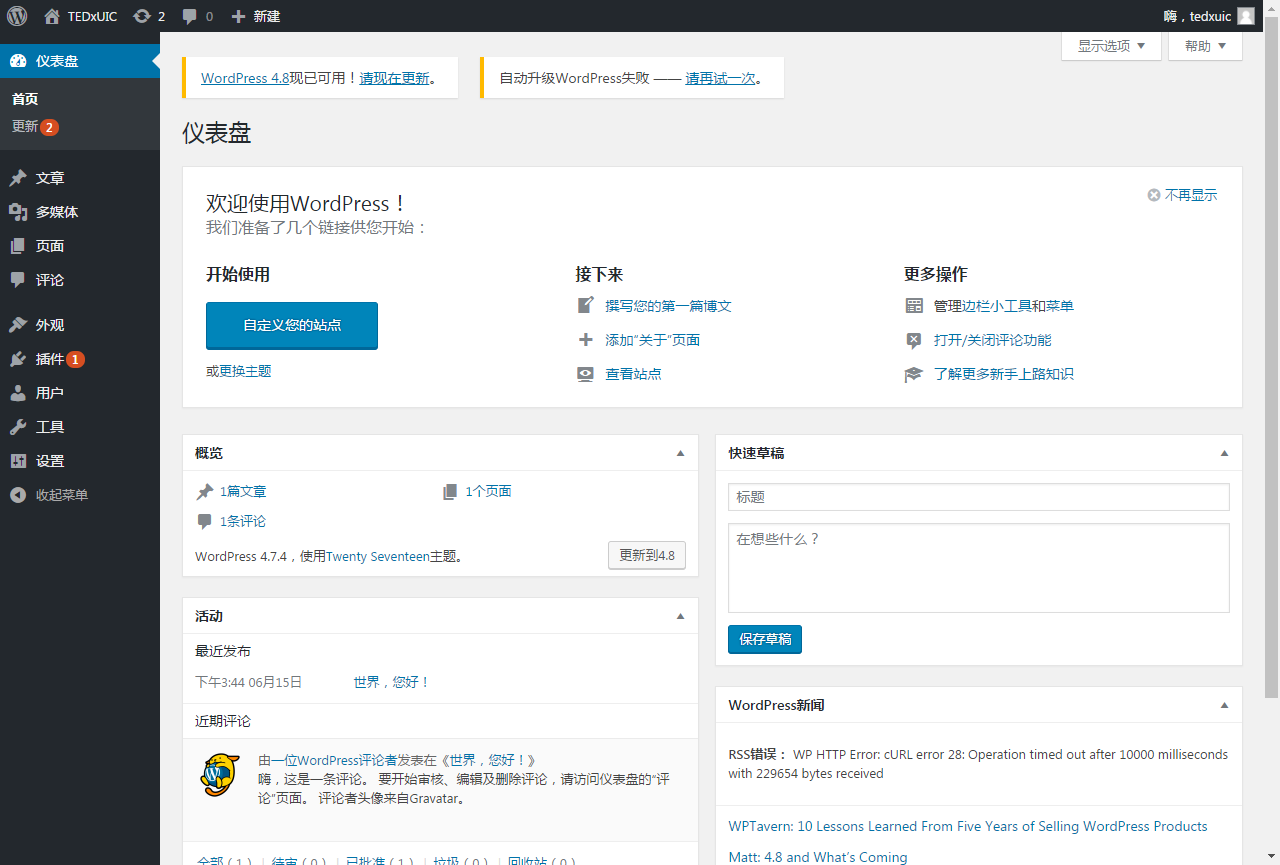 TEDxUIC 2 0 新建 嗨，tedxuic
显示选项 帮助
仪表盘
首页
更新 2
文章
多媒体
页面
评论
外观
插件 1
用户
工具
设置
收起菜单
WordPress 4.8现已可用！请现在更新。
自动升级WordPress失败 —— 请再试一次。
仪表盘
欢迎使用WordPress！
不再显示
我们准备了几个链接供您开始：
开始使用
自定义您的站点
或更换主题
接下来
撰写您的第一篇博文
添加“关于”页面
查看站点
更多操作
管理边栏小工具和菜单
打开/关闭评论功能
了解更多新手上路知识
概览
1篇文章 1个页面
1条评论
WordPress 4.7.4，使用Twenty Seventeen主题。 更新到4.8
活动
最近发布
下午3:44 06月15日 世界，您好！
近期评论
由一位WordPress评论者发表在《世界，您好！》
嗨，这是一条评论。 要开始审核、编辑及删除评论，请访问仪表盘的“评
论”页面。 评论者头像来自Gravatar。
全部（1） | 待审（0） | 已批准（1） | 垃圾（0） | 回收站（0）
快速草稿
标题
在想些什么？
保存草稿
WordPress新闻
RSS错误： WP HTTP Error: cURL error 28: Operation timed out after 10000 milliseconds
with 229654 bytes received
WPTavern: 10 Lessons Learned From Five Years of Selling WordPress Products
Matt: 4.8 and What’s Coming